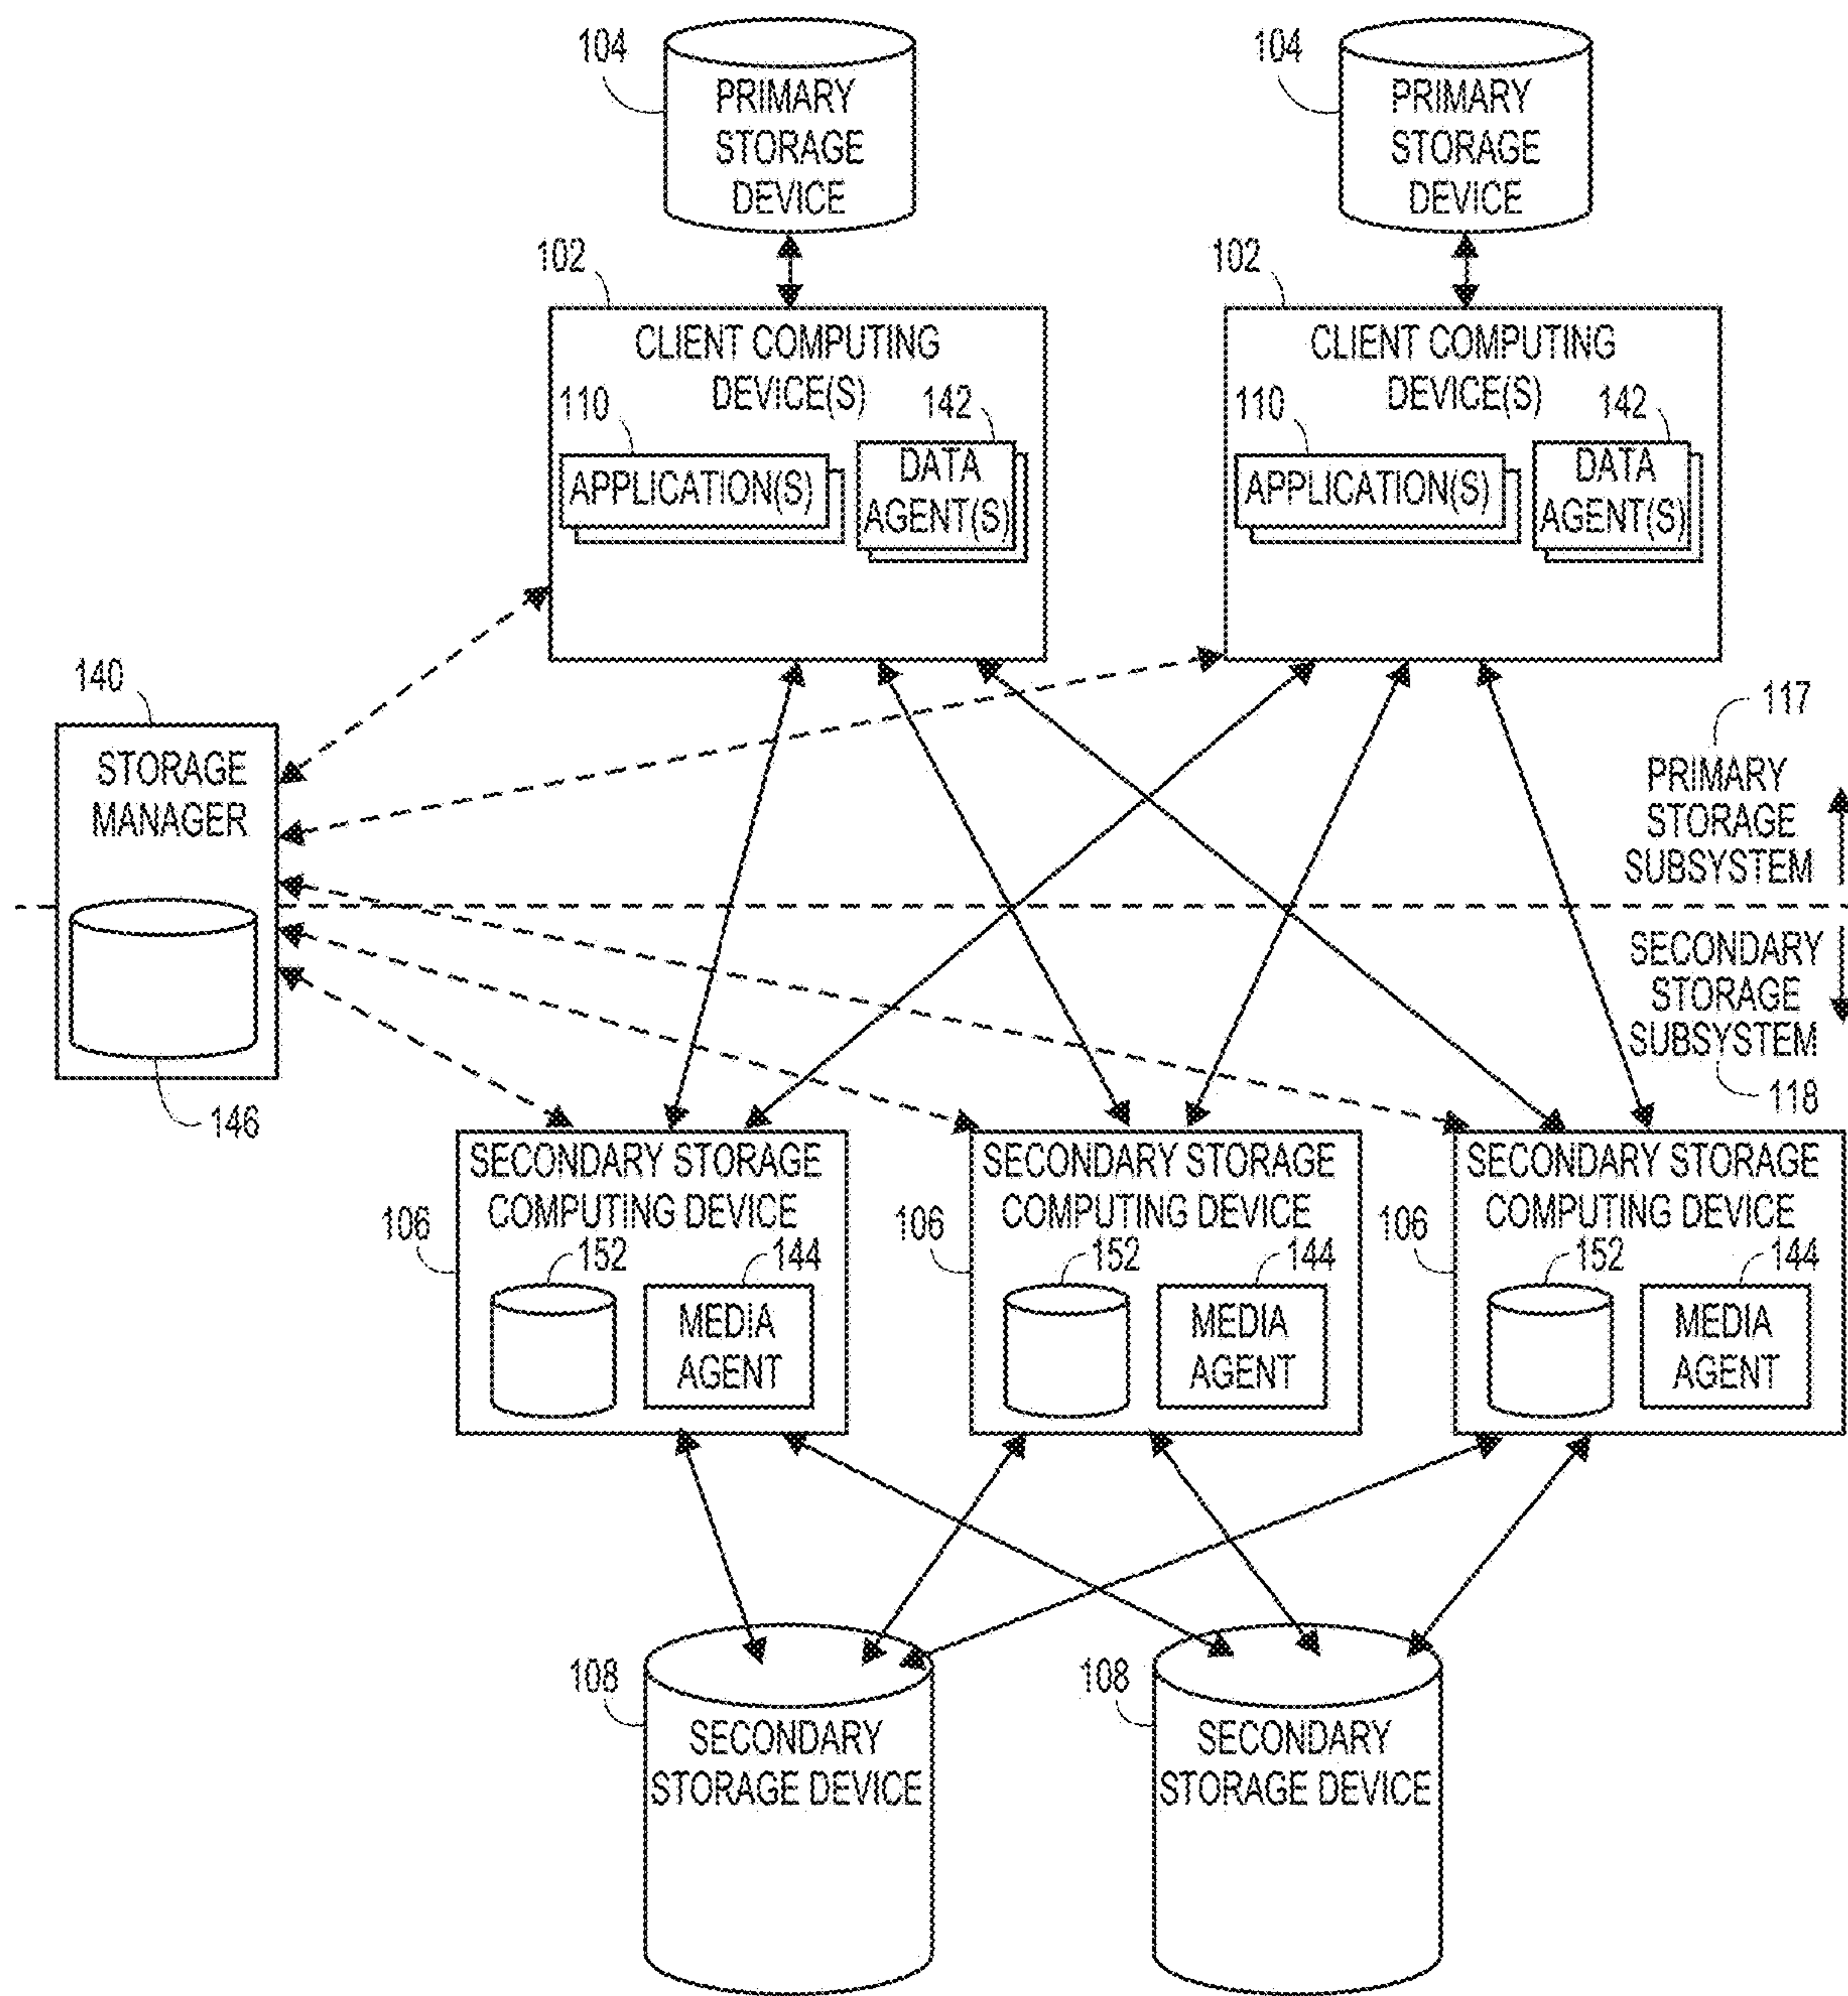 104
PRIMARY
STORAGE
DEVICE
104
PRIMARY
STORAGE
DEVICE
102
CLIENT COMPUTING
DEVICE(S)
110
142
APPLICATION(S)
DATA
AGENT(S)
102
CLIENT COMPUTING
DEVICE(S)
110
142
APPLICATION(S)
DATA
AGENT(S)
140
STORAGE
MANAGER
146
117
PRIMARY
STORAGE
SUBSYSTEM
SECONDARY
STORAGE
SUBSYSTEM
118
SECONDARY STORAGE
COMPUTING DEVICE
106
152
144
MEDIA
AGENT
SECONDARY STORAGE
COMPUTING DEVICE
106
152
144
MEDIA
AGENT
SECONDARY STORAGE
COMPUTING DEVICE
106
152
144
MEDIA
AGENT
108
SECONDARY
STORAGE DEVICE
108
SECONDARY
STORAGE DEVICE